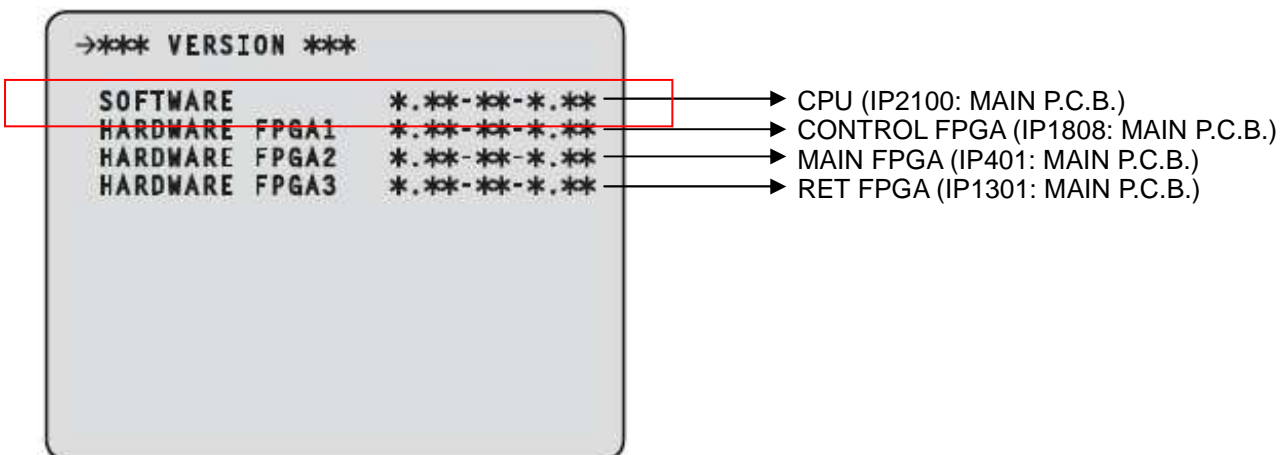 →*** VERSION ***
SOFTWARE *.**-**-*.** CPU (IP2100: MAIN P.C.B.)
HARDWARE FPGA1 *.**-**-*.** CONTROL FPGA (IP1808: MAIN P.C.B.)
HARDWARE FPGA2 *.**-**-*.** MAIN FPGA (IP401: MAIN P.C.B.)
HARDWARE FPGA3 *.**-**-*.** RET FPGA (IP1301: MAIN P.C.B.)